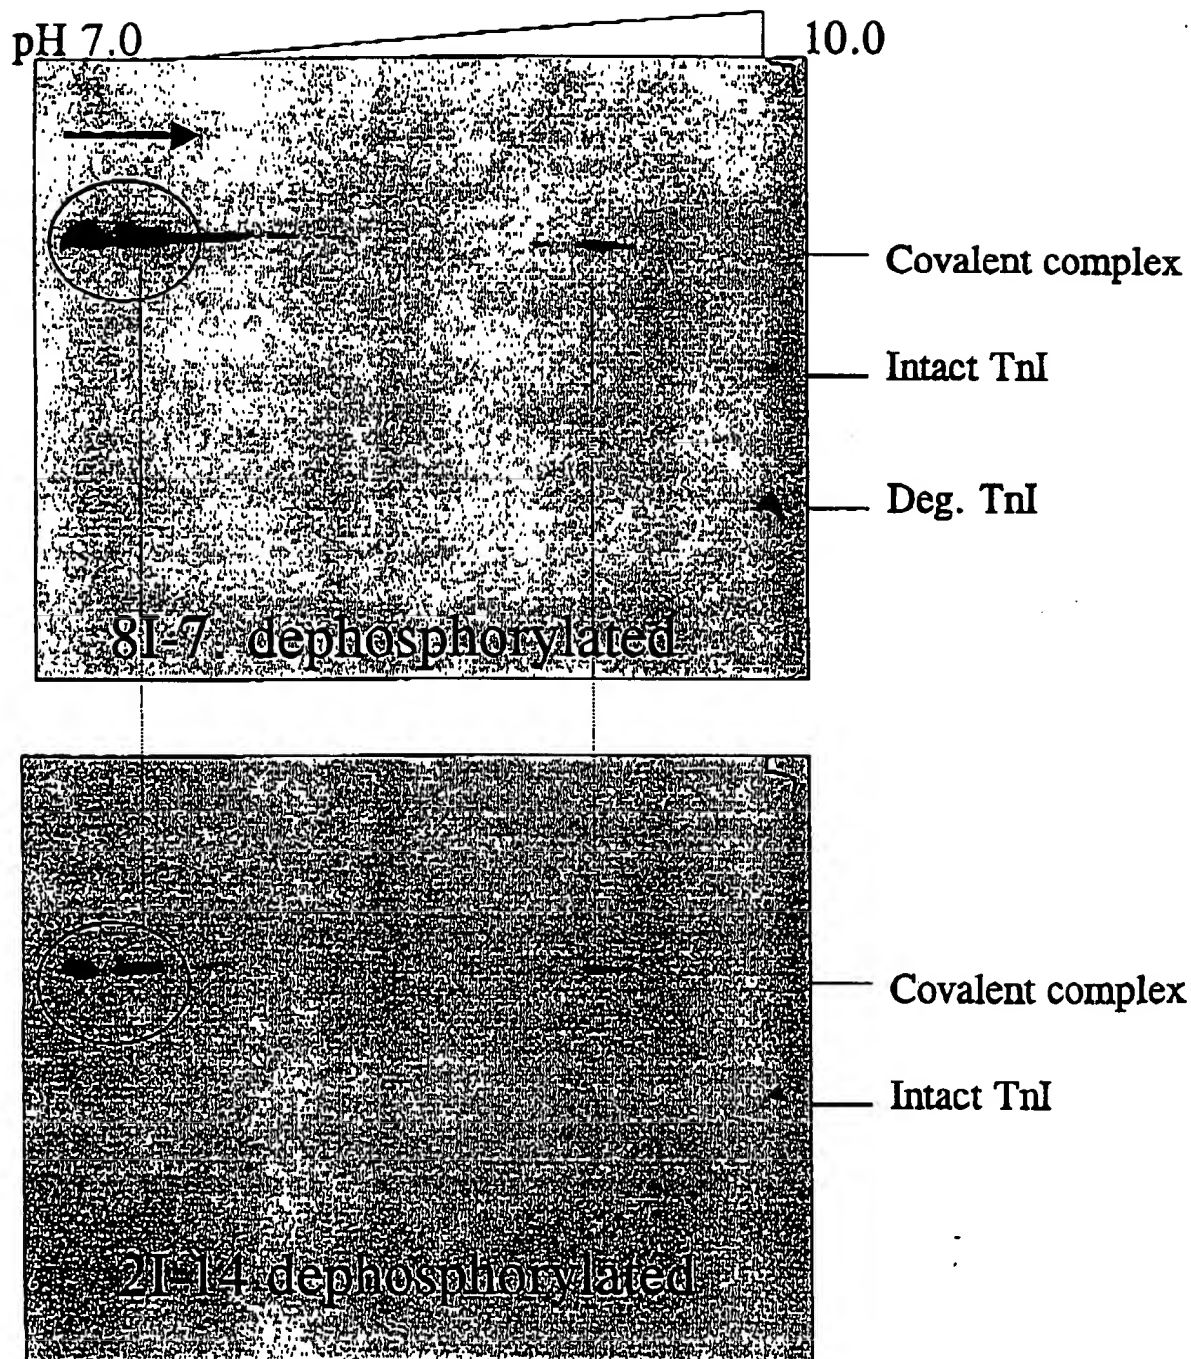 pH 7.0
10.0
Covalent complex
Intact TnI
Deg. TnI
8I-7. dephosphorylated
Covalent complex
Intact TnI
2I-14 dephosphorylated